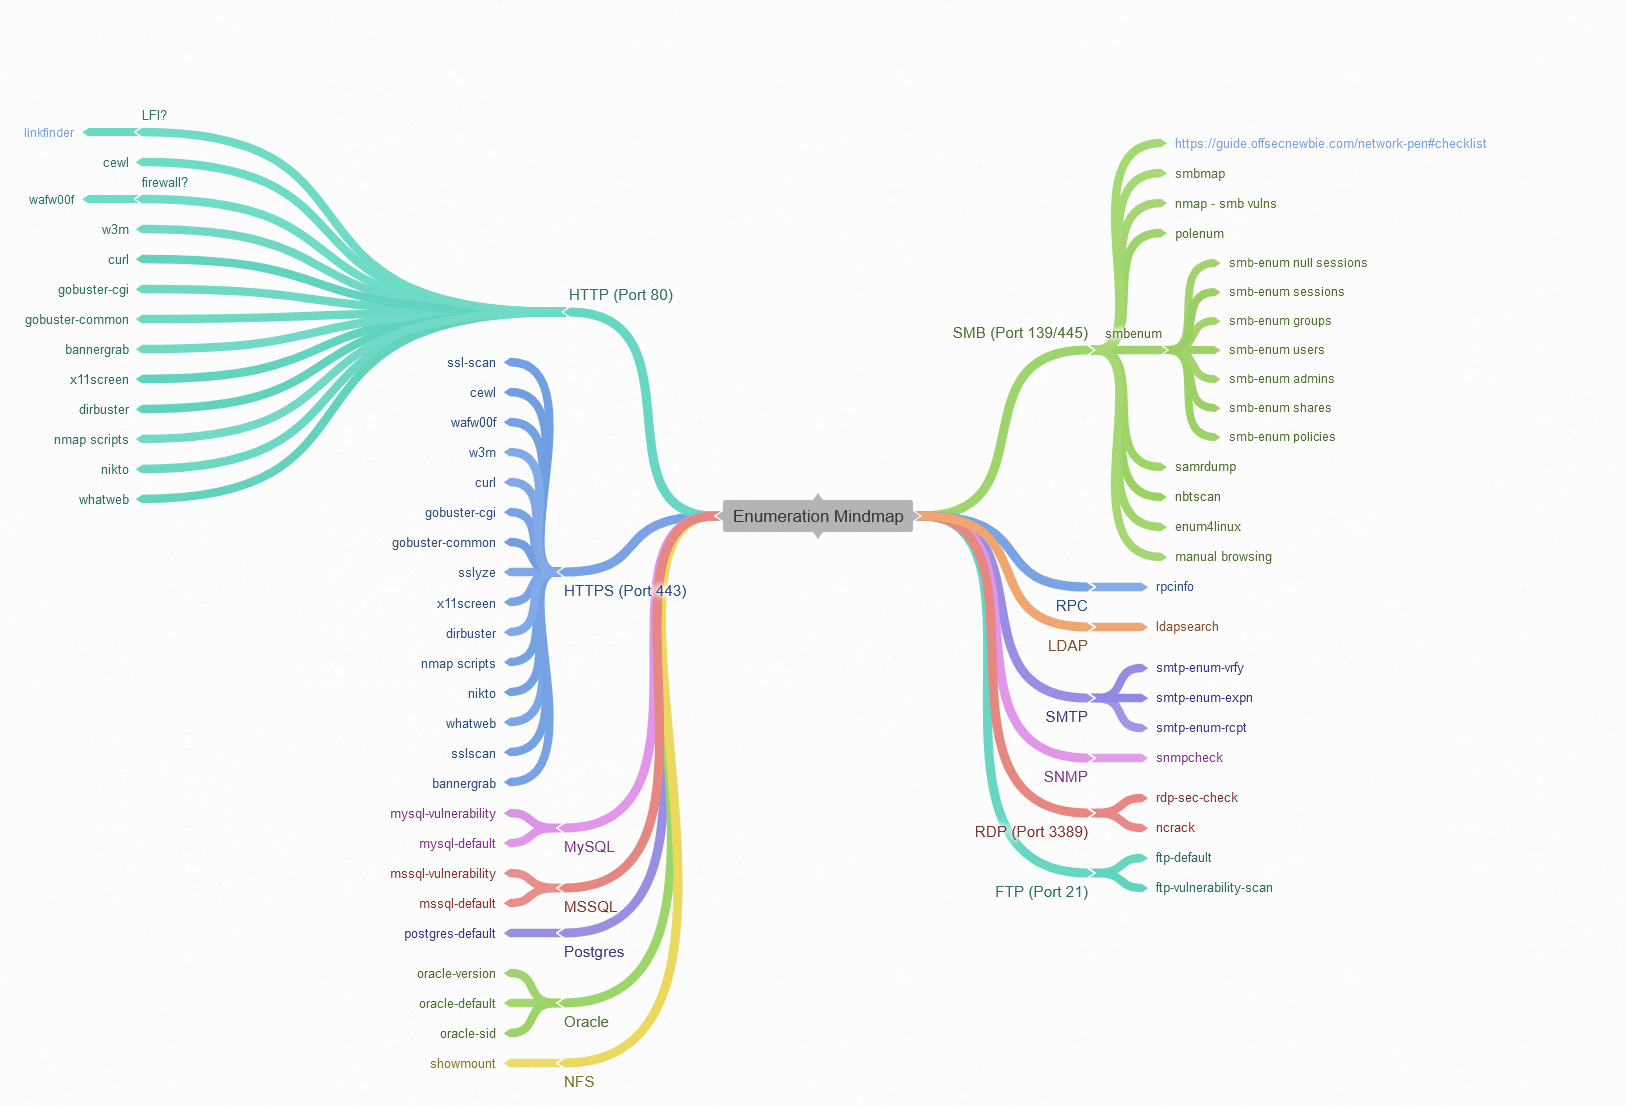 Enumeration Mindmap
HTTP (Port 80)
LFI?
linkfinder
cewl
firewall?
wafw00f
w3m
curl
gobuster-cgi
gobuster-common
bannergrab
x11screen
dirbuster
nmap scripts
nikto
whatweb
HTTPS (Port 443)
ssl-scan
cewl
wafw00f
w3m
curl
gobuster-cgi
gobuster-common
sslyze
x11screen
dirbuster
nmap scripts
nikto
whatweb
sslscan
bannergrab
MySQL
mysql-vulnerability
mysql-default
MSSQL
mssql-vulnerability
mssql-default
Postgres
postgres-default
Oracle
oracle-version
oracle-default
oracle-sid
NFS
showmount
SMB (Port 139/445)
https://guide.offsecnewbie.com/network-pen#checklist
smbmap
nmap - smb vulns
polenum
smbenum
smb-enum null sessions
smb-enum sessions
smb-enum groups
smb-enum users
smb-enum admins
smb-enum shares
smb-enum policies
samrdump
nbtscan
enum4linux
manual browsing
RPC
rpcinfo
LDAP
ldapsearch
SMTP
smtp-enum-vrfy
smtp-enum-expn
smtp-enum-rcpt
SNMP
snmpcheck
RDP (Port 3389)
rdp-sec-check
ncrack
FTP (Port 21)
ftp-default
ftp-vulnerability-scan